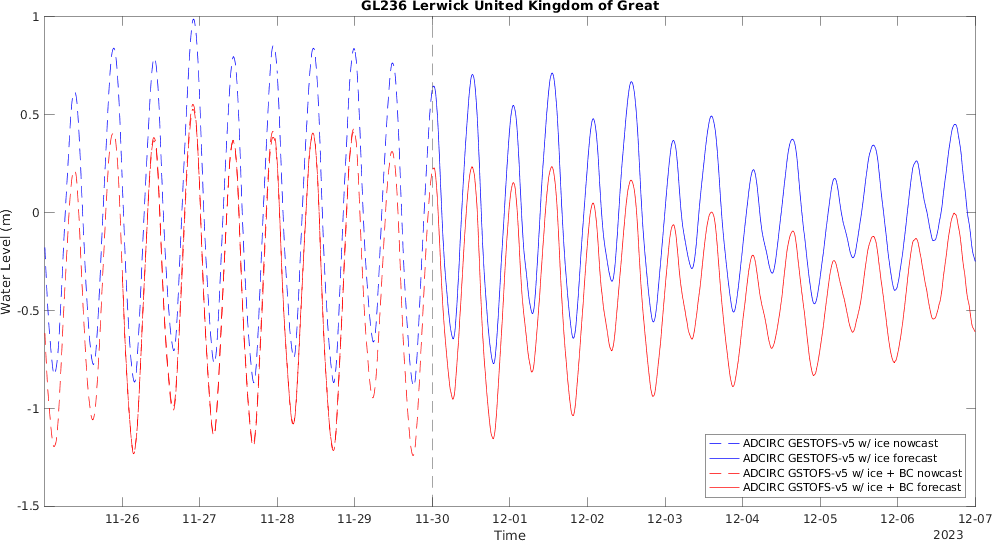 GL236 Lerwick United Kingdom of Great
Water Level (m)
1
0.5
0
-0.5
-1
-1.5
11-26 11-27 11-28 11-29 11-30 12-01 12-02 12-03 12-04 12-05 12-06 12-07
Time
2023
ADCIRC GESTOFS-v5 w/ ice nowcast
ADCIRC GESTOFS-v5 w/ ice forecast
ADCIRC GSTOFS-v5 w/ ice + BC nowcast
ADCIRC GSTOFS-v5 w/ ice + BC forecast